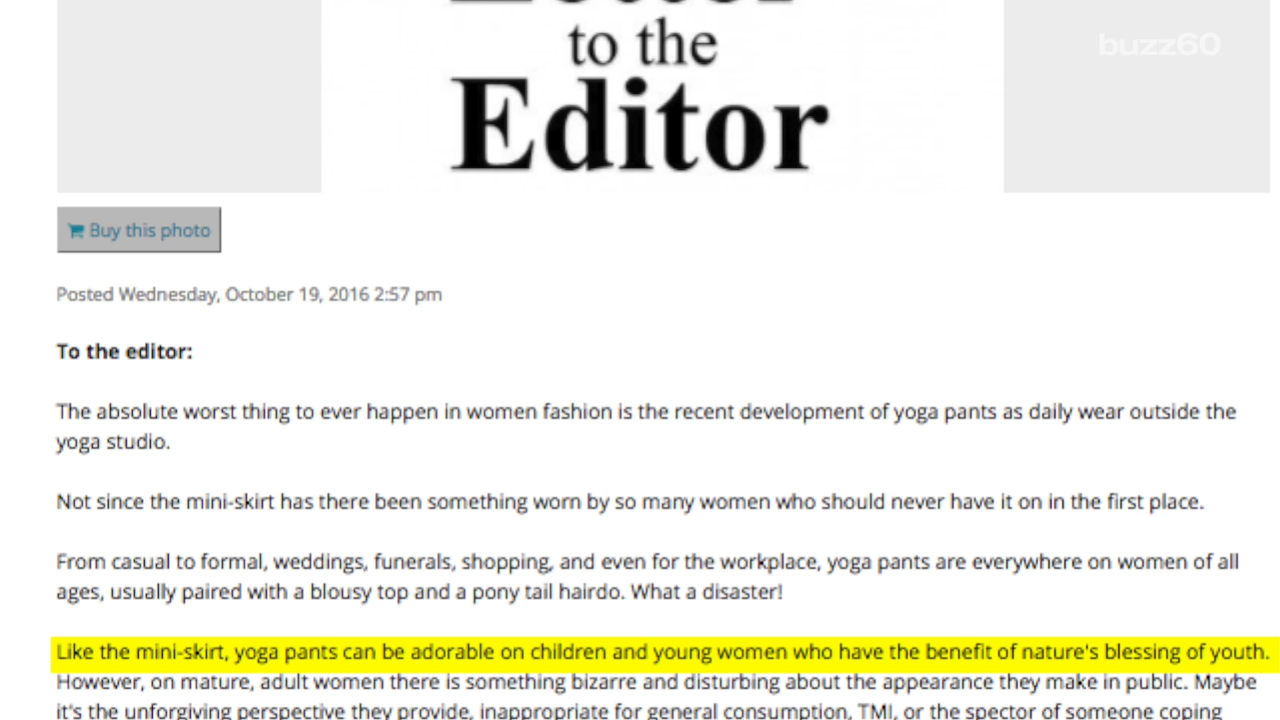 to the
Editor
buzz60
Buy this photo
Posted Wednesday, October 19, 2016 2:57 pm
To the editor:
The absolute worst thing to ever happen in women fashion is the recent development of yoga pants as daily wear outside the
yoga studio.
Not since the mini-skirt has there been something worn by so many women who should never have it on in the first place.
From casual to formal, weddings, funerals, shopping, and even for the workplace, yoga pants are everywhere on women of all
ages, usually paired with a blousy top and a pony tail hairdo. What a disaster!
Like the mini-skirt, yoga pants can be adorable on children and young women who have the benefit of nature's blessing of youth.
However, on mature, adult women there is something bizarre and disturbing about the appearance they make in public. Maybe
it's the unforgiving perspective they provide, inappropriate for general consumption, TMI, or the spector of someone coping